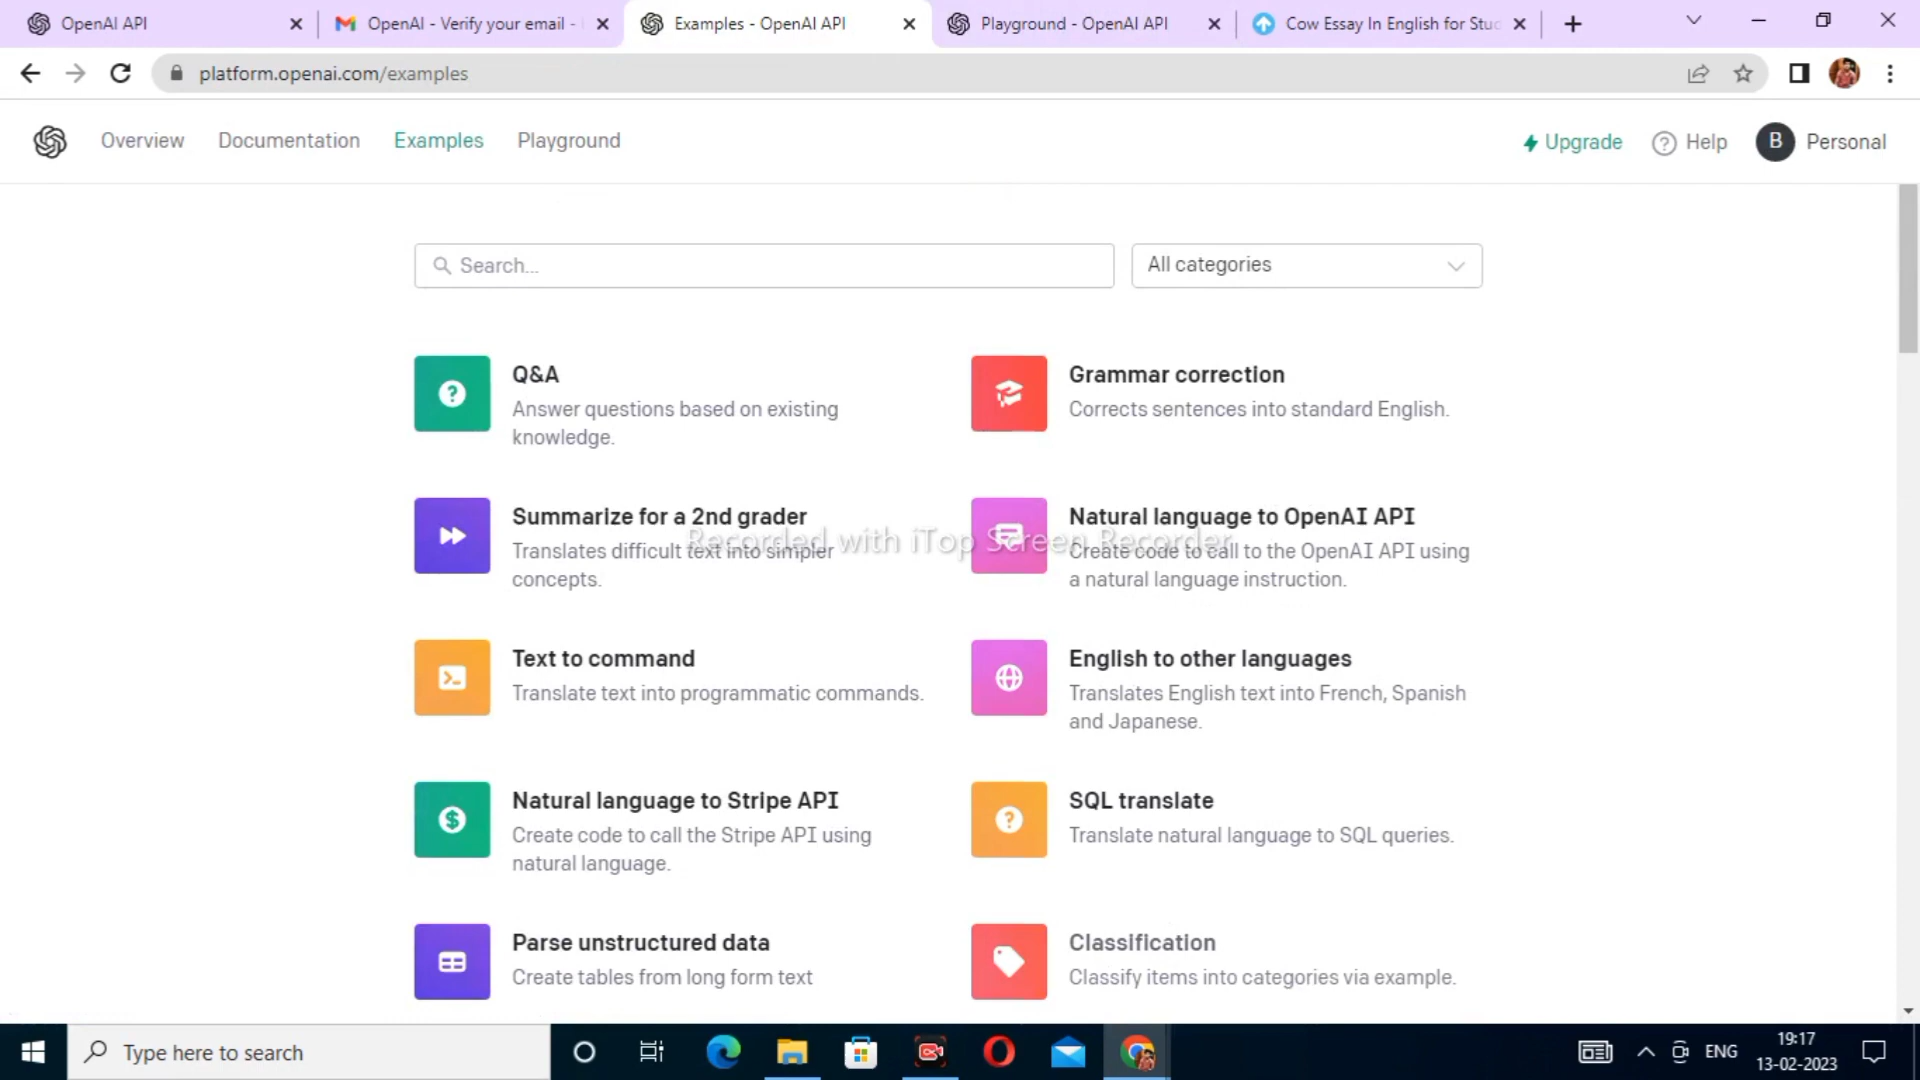 OpenAI API
OpenAI - Verify your email -
Examples - OpenAI API
Playground - OpenAI API
Cow Essay In English for Stud
platform.openai.com/examples
Overview
Documentation
Examples
Playground
Upgrade
Help
B
Personal
Search...
All categories
Q&A
Answer questions based on existing
knowledge.
Grammar correction
Corrects sentences into standard English.
Summarize for a 2nd grader
Translates difficult text into simpler
concepts.
Natural language to OpenAI API
Create code to call to the OpenAI API using
a natural language instruction.
Recorded with iTop Screen Recorder
Text to command
Translate text into programmatic commands.
English to other languages
Translates English text into French, Spanish
and Japanese.
Natural language to Stripe API
Create code to call the Stripe API using
natural language.
SQL translate
Translate natural language to SQL queries.
Parse unstructured data
Create tables from long form text
Classification
Classify items into categories via example.
Type here to search
ENG
19:17
13-02-2023